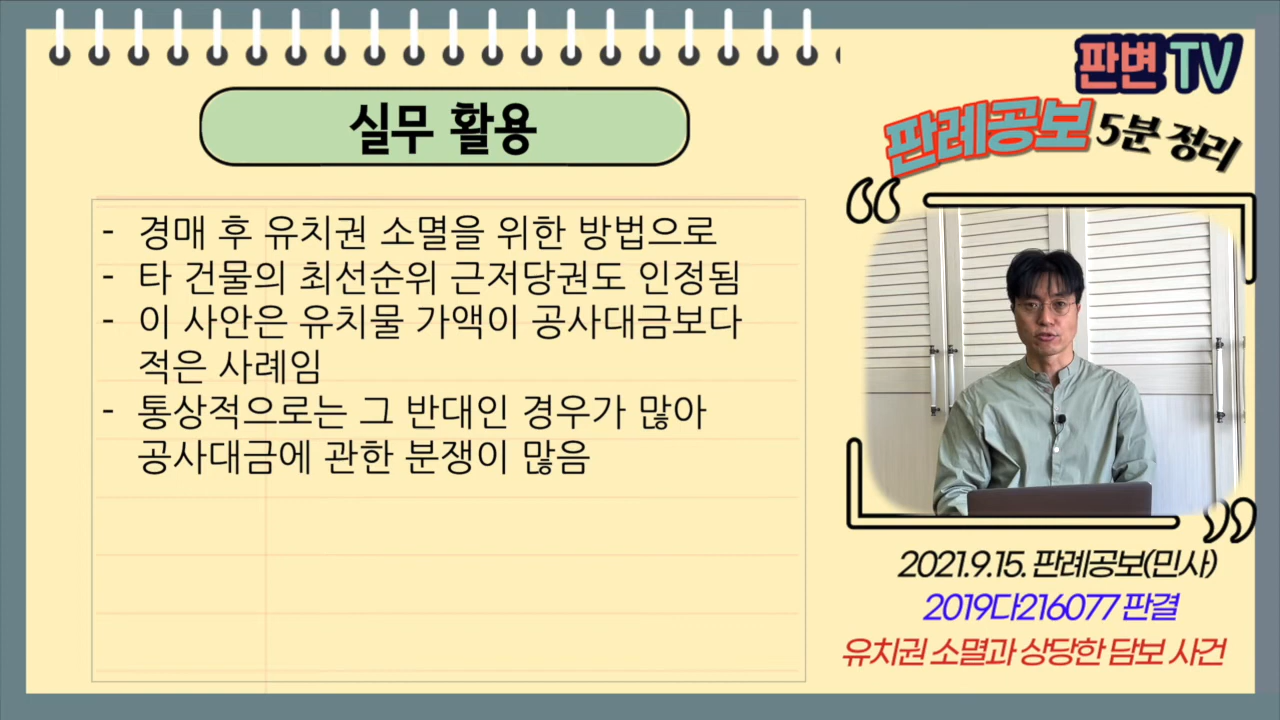 실무 활용
- 경매 후 유치권 소멸을 위한 방법으로
- 타 건물의 최선순위 근저당권도 인정됨
- 이 사안은 유치물 가액이 공사대금보다
적은 사례임
- 통상적으로는 그 반대인 경우가 많아
공사대금에 관한 분쟁이 많음
판변 TV
판례공보 5분 정리
2021.9.15. 판례공보(민사)
2019다216077 판결
유치권 소멸과 상당한 담보 사건